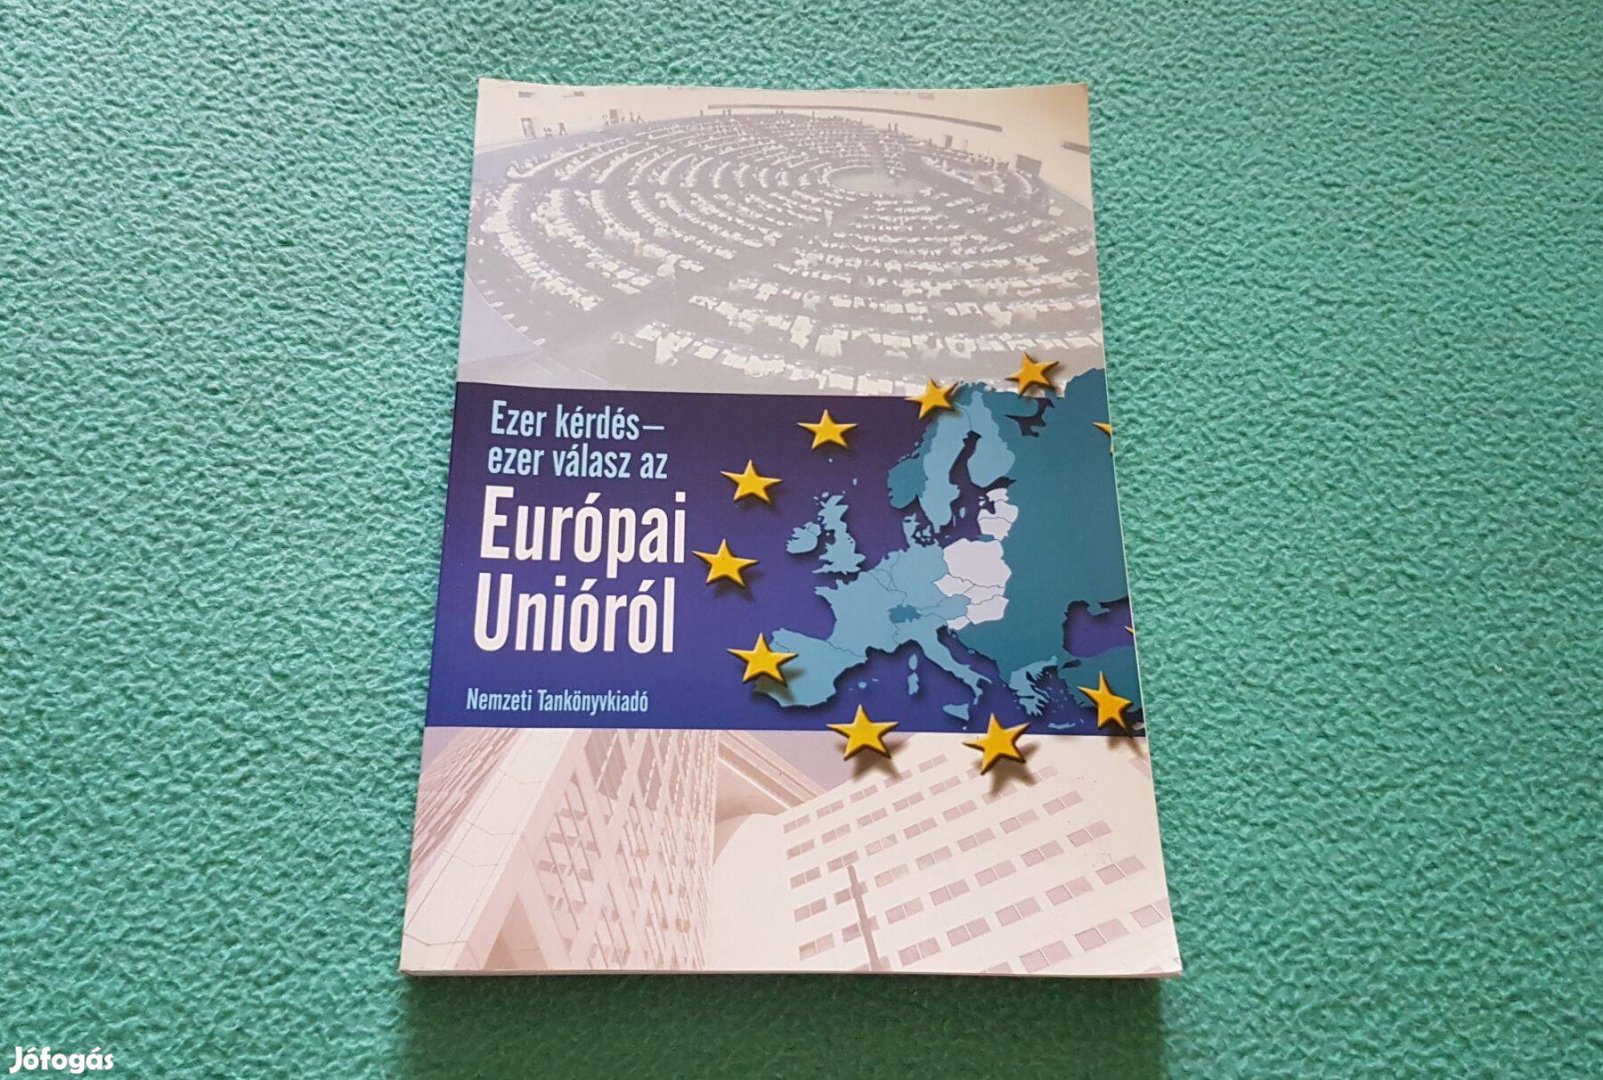 Ezer kérdés–
ezer válasz az
Európai
Unióról
Nemzeti Tankönyvkiadó
Jófogás